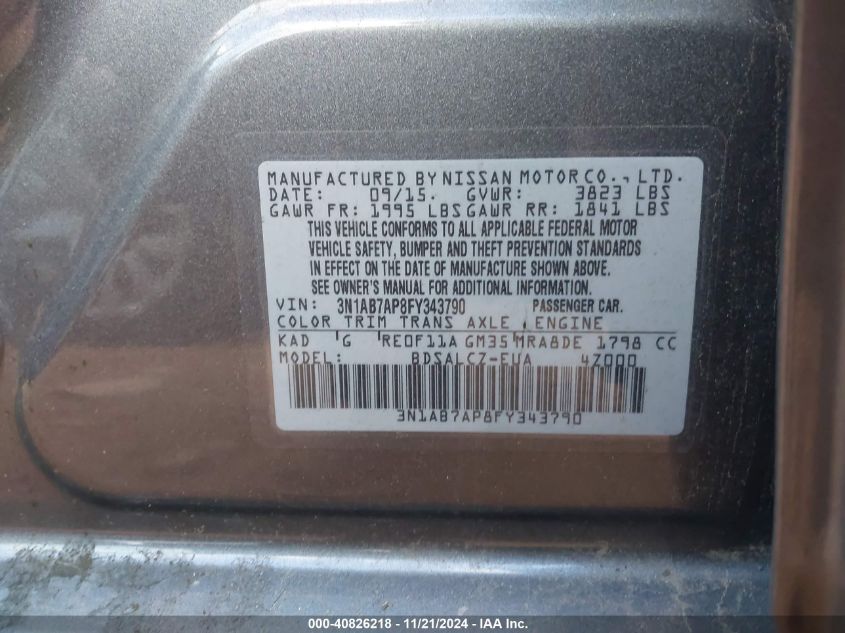 MANUFACTURED BY NISSAN MOTOR CO., LTD.
DATE: 09/15. GVWR: 3823 LBS
GAWR FR: 1995 LBS GAWR RR: 1841 LBS
THIS VEHICLE CONFORMS TO ALL APPLICABLE FEDERAL MOTOR
VEHICLE SAFETY, BUMPER AND THEFT PREVENTION STANDARDS
IN EFFECT ON THE DATE OF MANUFACTURE SHOWN ABOVE.
SEE OWNER'S MANUAL FOR ADDITIONAL INFORMATION.
VIN: 3N1AB7AP8FY343790 PASSENGER CAR.
COLOR TRIM TRANS AXLE ENGINE
KAD G RE0F11A GM35 MRA8DE 1798 CC
MODEL: BDSALCZ-EUA 4Z000
3N1AB7AP8FY343790
000-40826218 - 11/21/2024 - IAA Inc.